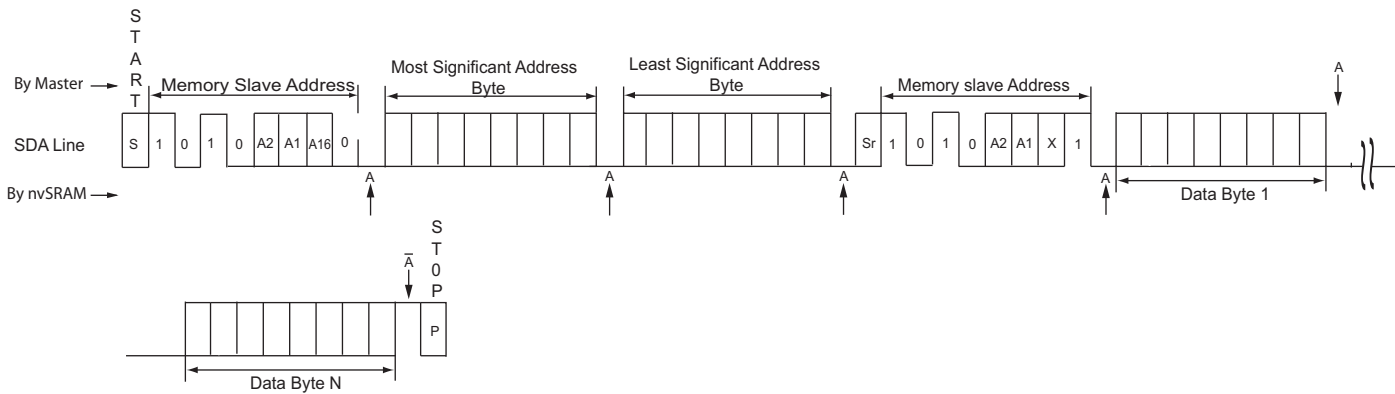 START
By Master
Memory Slave Address
Most Significant Address Byte
Least Significant Address Byte
Memory slave Address
A
SDA Line
S 1 0 1 0 A2 A1 A16 0
Sr 1 0 1 0 A2 A1 X 1
By nvSRAM
A
A
A
A
Data Byte 1
ST0P
A̅
P
Data Byte N